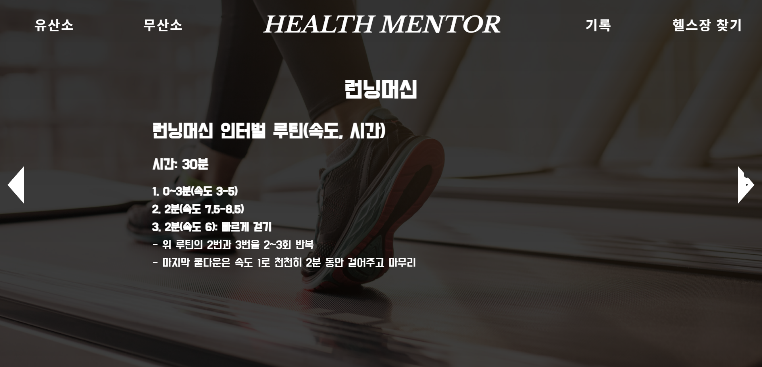 유산소 무산소 HEALTH MENTOR 기록 헬스장 찾기
런닝머신
런닝머신 인터벌 루틴(속도, 시간)
시간: 30분
1. 0~3분(속도 3-5)
2. 2분(속도 7.5-8.5)
3. 2분(속도 6): 빠르게 걷기
- 위 루틴의 2번과 3번을 2~3회 반복
- 마지막 쿨다운은 속도 1로 천천히 2분 동안 걸어주고 마무리